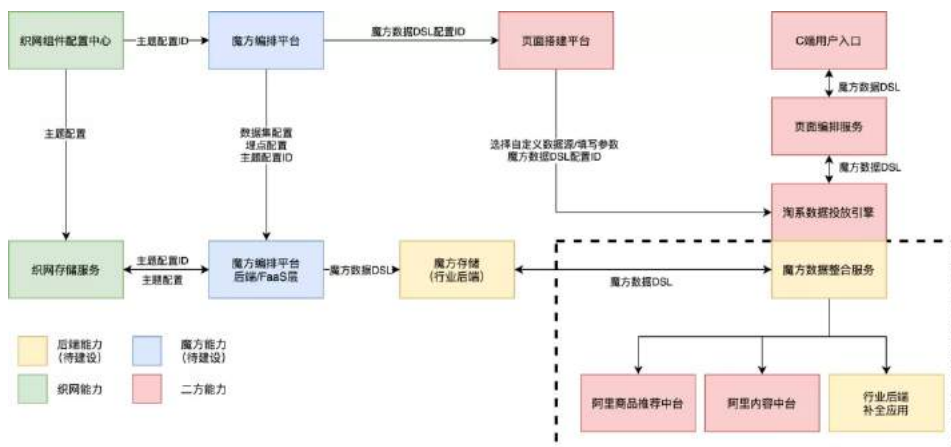 织网组件配置中心
主题配置ID
魔方编排平台
魔方数据DSL配置ID
页面搭建平台
C端用户入口
魔方数据DSL
页面编排服务
主题配置
数据集配置
埋点配置
主题配置ID
选择自定义数据源/填写参数
魔方数据DSL配置ID
魔方数据DSL
淘系数据投放引擎
织网存储服务
主题配置ID
主题配置
魔方编排平台
后端/FaaS层
魔方数据DSL
魔方存储
(行业后端)
魔方数据DSL
魔方数据整合服务
后端能力
(待建设)
魔方能力
(待建设)
织网能力
二方能力
阿里商品推荐中台
阿里内容中台
行业后端
补全应用